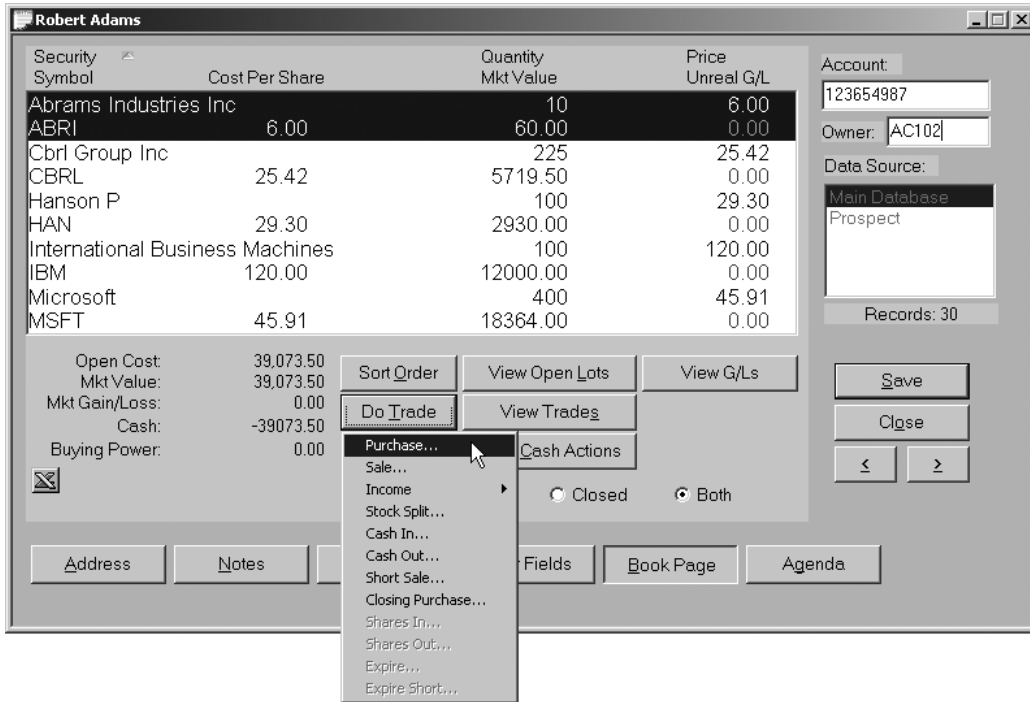 Robert Adams
Security Quantity Price
Symbol Cost Per Share Mkt Value Unreal G/L
Abrams Industries Inc 10 6.00
ABRI 6.00 60.00 0.00
Cbrl Group Inc 225 25.42
CBRL 25.42 5719.50 0.00
Hanson P 100 29.30
HAN 29.30 2930.00 0.00
International Business Machines 100 120.00
IBM 120.00 12000.00 0.00
Microsoft 400 45.91
MSFT 45.91 18364.00 0.00
Account:
123654987
Owner: AC102
Data Source:
Main Database
Prospect
Records: 30
Open Cost: 39,073.50
Mkt Value: 39,073.50
Mkt Gain/Loss: 0.00
Cash: -39073.50
Buying Power: 0.00
Sort Order View Open Lots View G/Ls
Do Trade View Trades
Cash Actions
Closed Both
Purchase...
Sale...
Income
Stock Split...
Cash In...
Cash Out...
Short Sale...
Closing Purchase...
Shares In...
Shares Out...
Expire...
Expire Short...
Save
Close
< >
Address Notes Fields Book Page Agenda